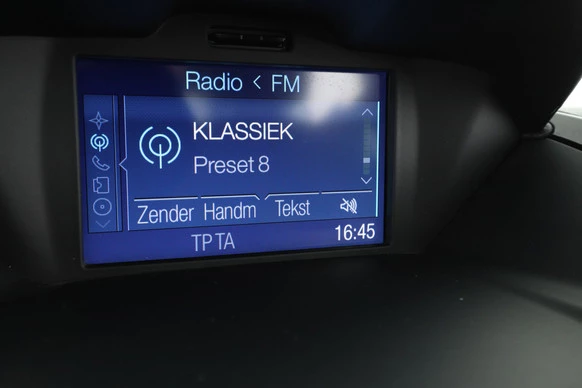 Radio < FM
KLASSIEK
Preset 8
Zender Handm Tekst
TP TA 16:45